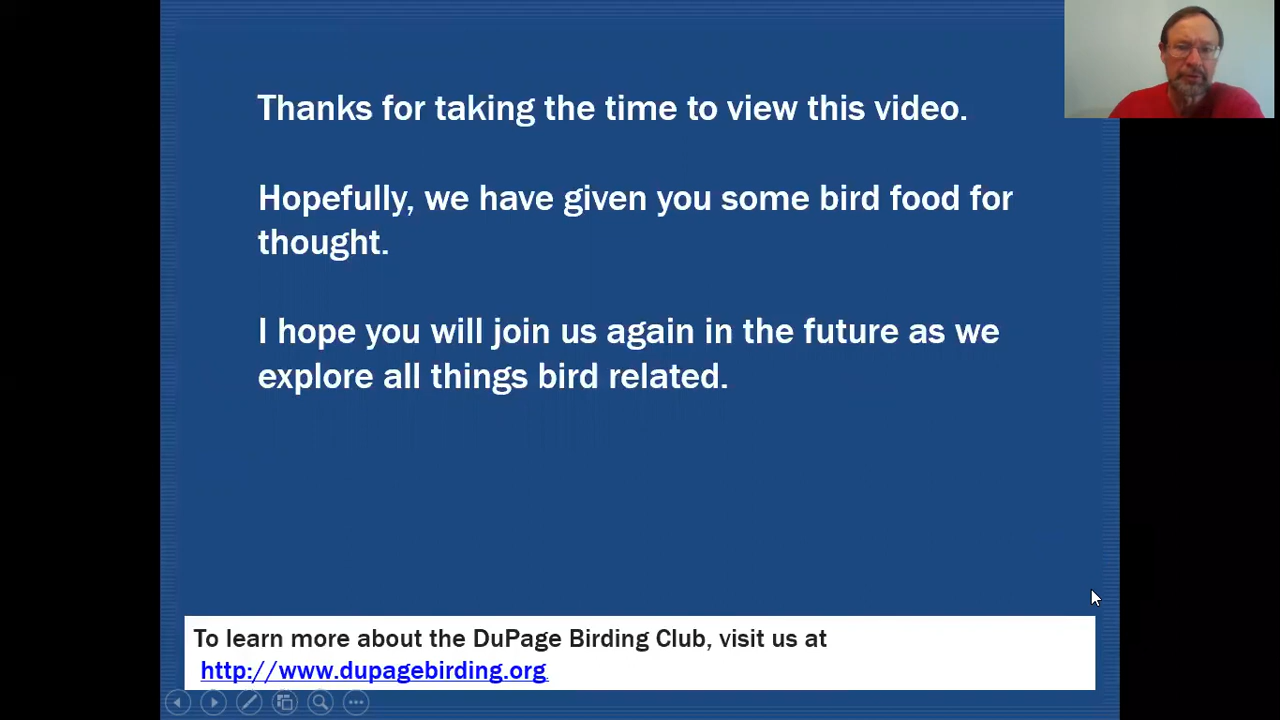 Thanks for taking the time to view this video.
Hopefully, we have given you some bird food for
thought.
I hope you will join us again in the future as we
explore all things bird related.
To learn more about the DuPage Birding Club, visit us at
http://www.dupagebirding.org